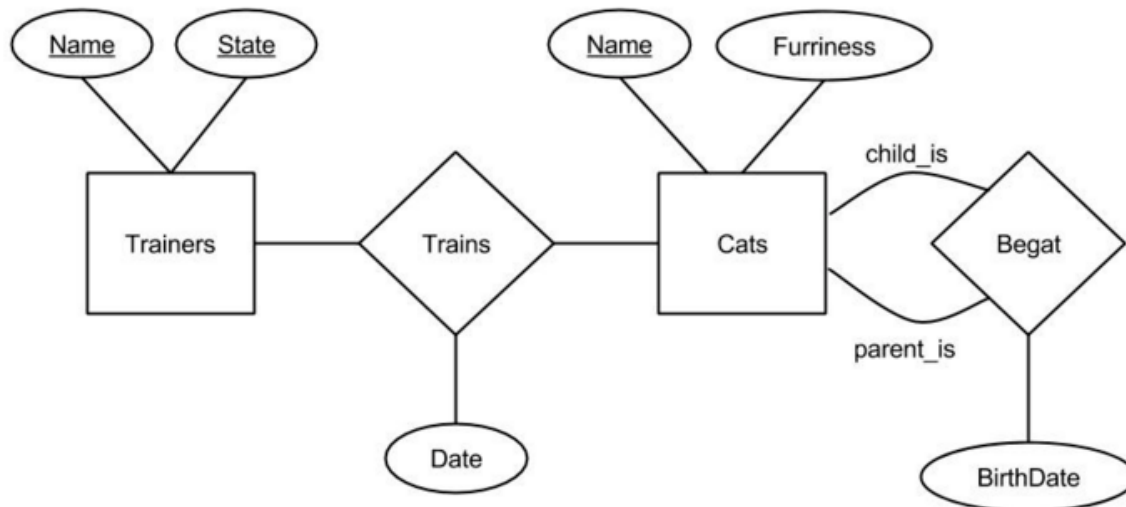 Name
State
Name
Furriness
child_is
Trainers
Trains
Cats
Begat
parent_is
Date
BirthDate